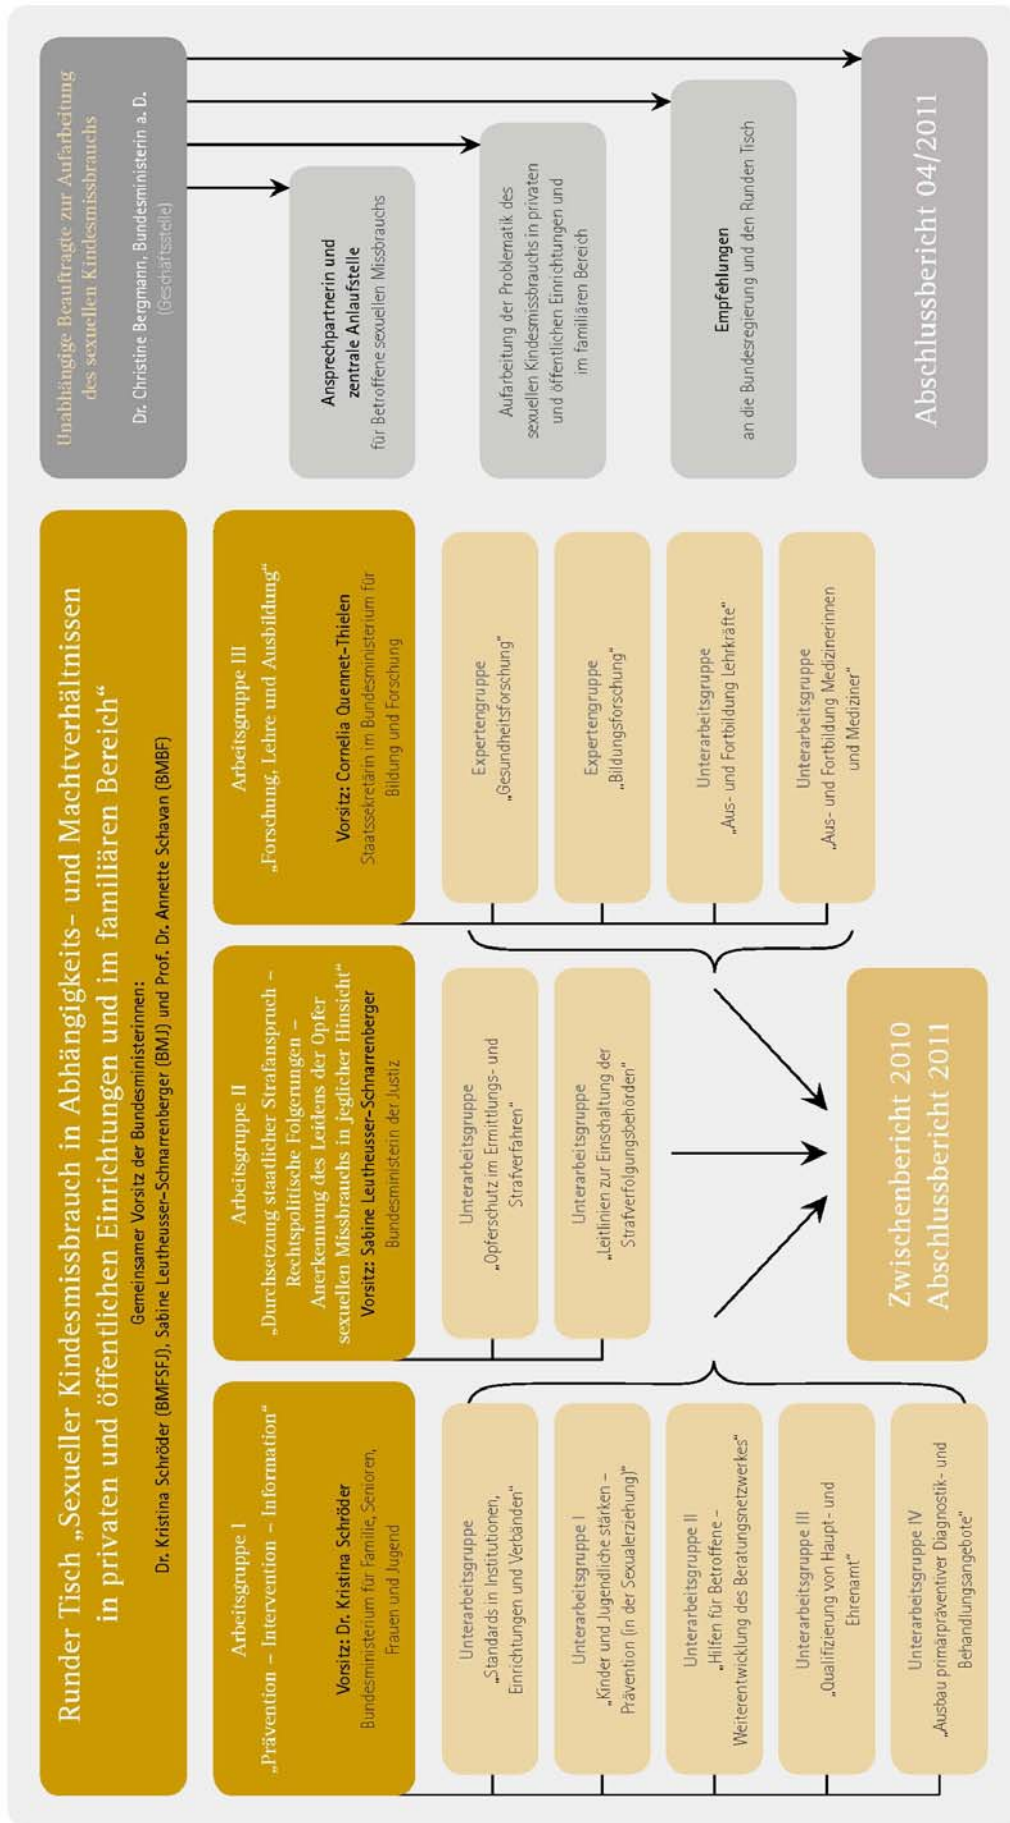 Runder Tisch „Sexueller Kindesmissbrauch in Abhängigkeits- und Machtverhältnissen
in privaten und öffentlichen Einrichtungen und im familiären Bereich“
Gemeinsamer Vorsitz der Bundesministerinnen:
Dr. Kristina Schröder (BMFSFJ), Sabine Leutheusser-Schnarrenberger (BMJ) und Prof. Dr. Annette Schavan (BMBF)
Arbeitsgruppe I
„Prävention – Intervention – Information“
Vorsitz: Dr. Kristina Schröder
Bundesministerium für Familie, Senioren,
Frauen und Jugend
Unterarbeitsgruppe
„Standards in Institutionen,
Einrichtungen und Verbänden“
Unterarbeitsgruppe I
„Kinder und Jugendliche stärken –
Prävention (in der Sexualerziehung)“
Unterarbeitsgruppe II
„Hilfen für Betroffene –
Weiterentwicklung des Beratungsnetzwerkes“
Unterarbeitsgruppe III
„Qualifizierung von Haupt- und
Ehrenamt“
Unterarbeitsgruppe IV
„Ausbau primärpräventiver Diagnostik- und
Behandlungsangebote“
Arbeitsgruppe II
„Durchsetzung staatlicher Strafanspruch –
Rechtspolitische Folgerungen –
Anerkennung des Leidens der Opfer
sexuellen Missbrauchs in jeglicher Hinsicht“
Vorsitz: Sabine Leutheusser-Schnarrenberger
Bundesministerin der Justiz
Unterarbeitsgruppe
„Opferschutz im Ermittlungs- und
Strafverfahren“
Unterarbeitsgruppe
„Leitlinien zur Einschaltung der
Strafverfolgungsbehörden“
Arbeitsgruppe III
„Forschung, Lehre und Ausbildung“
Vorsitz: Cornelia Quennet-Thielen
Staatssekretärin im Bundesministerium für
Bildung und Forschung
Expertengruppe
„Gesundheitsforschung“
Expertengruppe
„Bildungsforschung“
Unterarbeitsgruppe
„Aus- und Fortbildung Lehrkräfte“
Unterarbeitsgruppe
„Aus- und Fortbildung Medizinerinnen
und Mediziner“
Zwischenbericht 2010
Abschlussbericht 2011
Unabhängige Beauftragte zur Aufarbeitung
des sexuellen Kindesmissbrauchs
Dr. Christine Bergmann, Bundesministerin a. D.
(Geschäftsstelle)
Ansprechpartnerin und
zentrale Anlaufstelle
für Betroffene sexuellen Missbrauchs
Aufarbeitung der Problematik des
sexuellen Kindesmissbrauchs in privaten
und öffentlichen Einrichtungen und
im familiären Bereich
Empfehlungen
an die Bundesregierung und den Runden Tisch
Abschlussbericht 04/2011